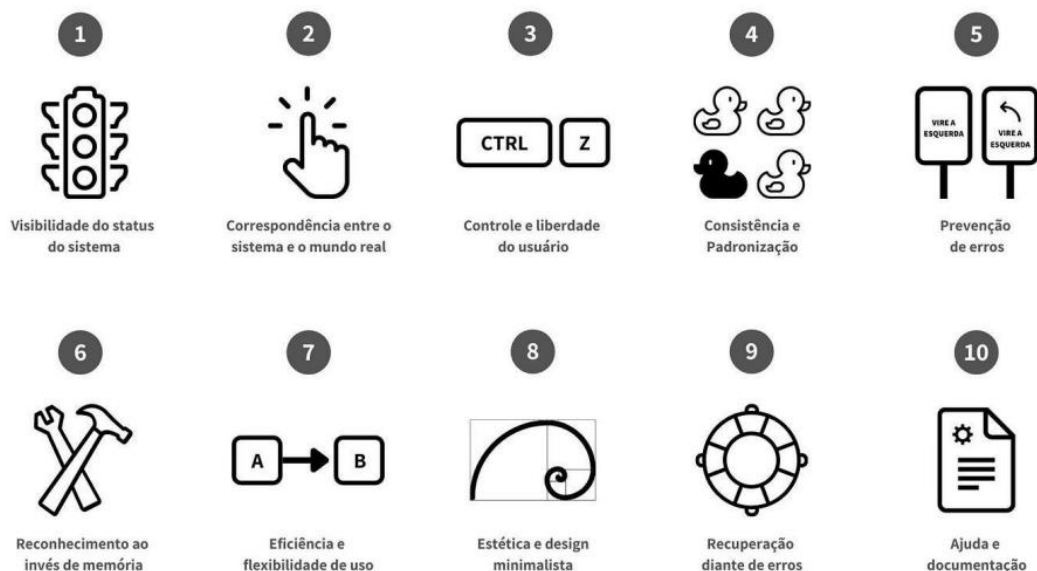 1
2
3
4
5
CTRL
Z
VIRE A
ESQUERDA
VIRE A
ESQUERDA
Visibilidade do status
do sistema
Correspondência entre o
sistema e o mundo real
Controle e liberdade
do usuário
Consistência e
Padronização
Prevenção
de erros
6
7
8
9
10
A
B
Reconhecimento ao
invés de memória
Eficiência e
flexibilidade de uso
Estética e design
minimalista
Recuperação
diante de erros
Ajuda e
documentação